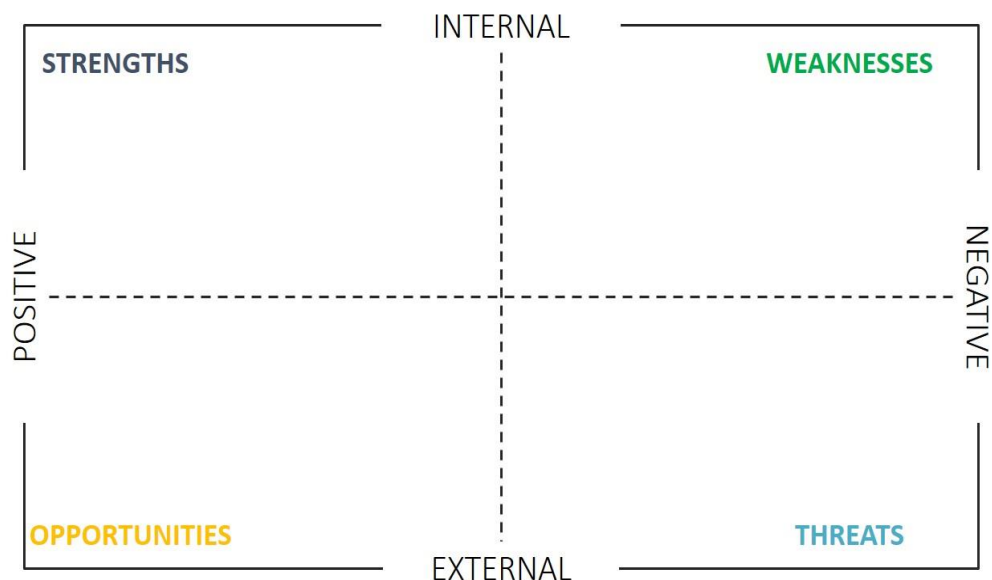 INTERNAL
STRENGTHS
WEAKNESSES
POSITIVE
NEGATIVE
OPPORTUNITIES
THREATS
EXTERNAL